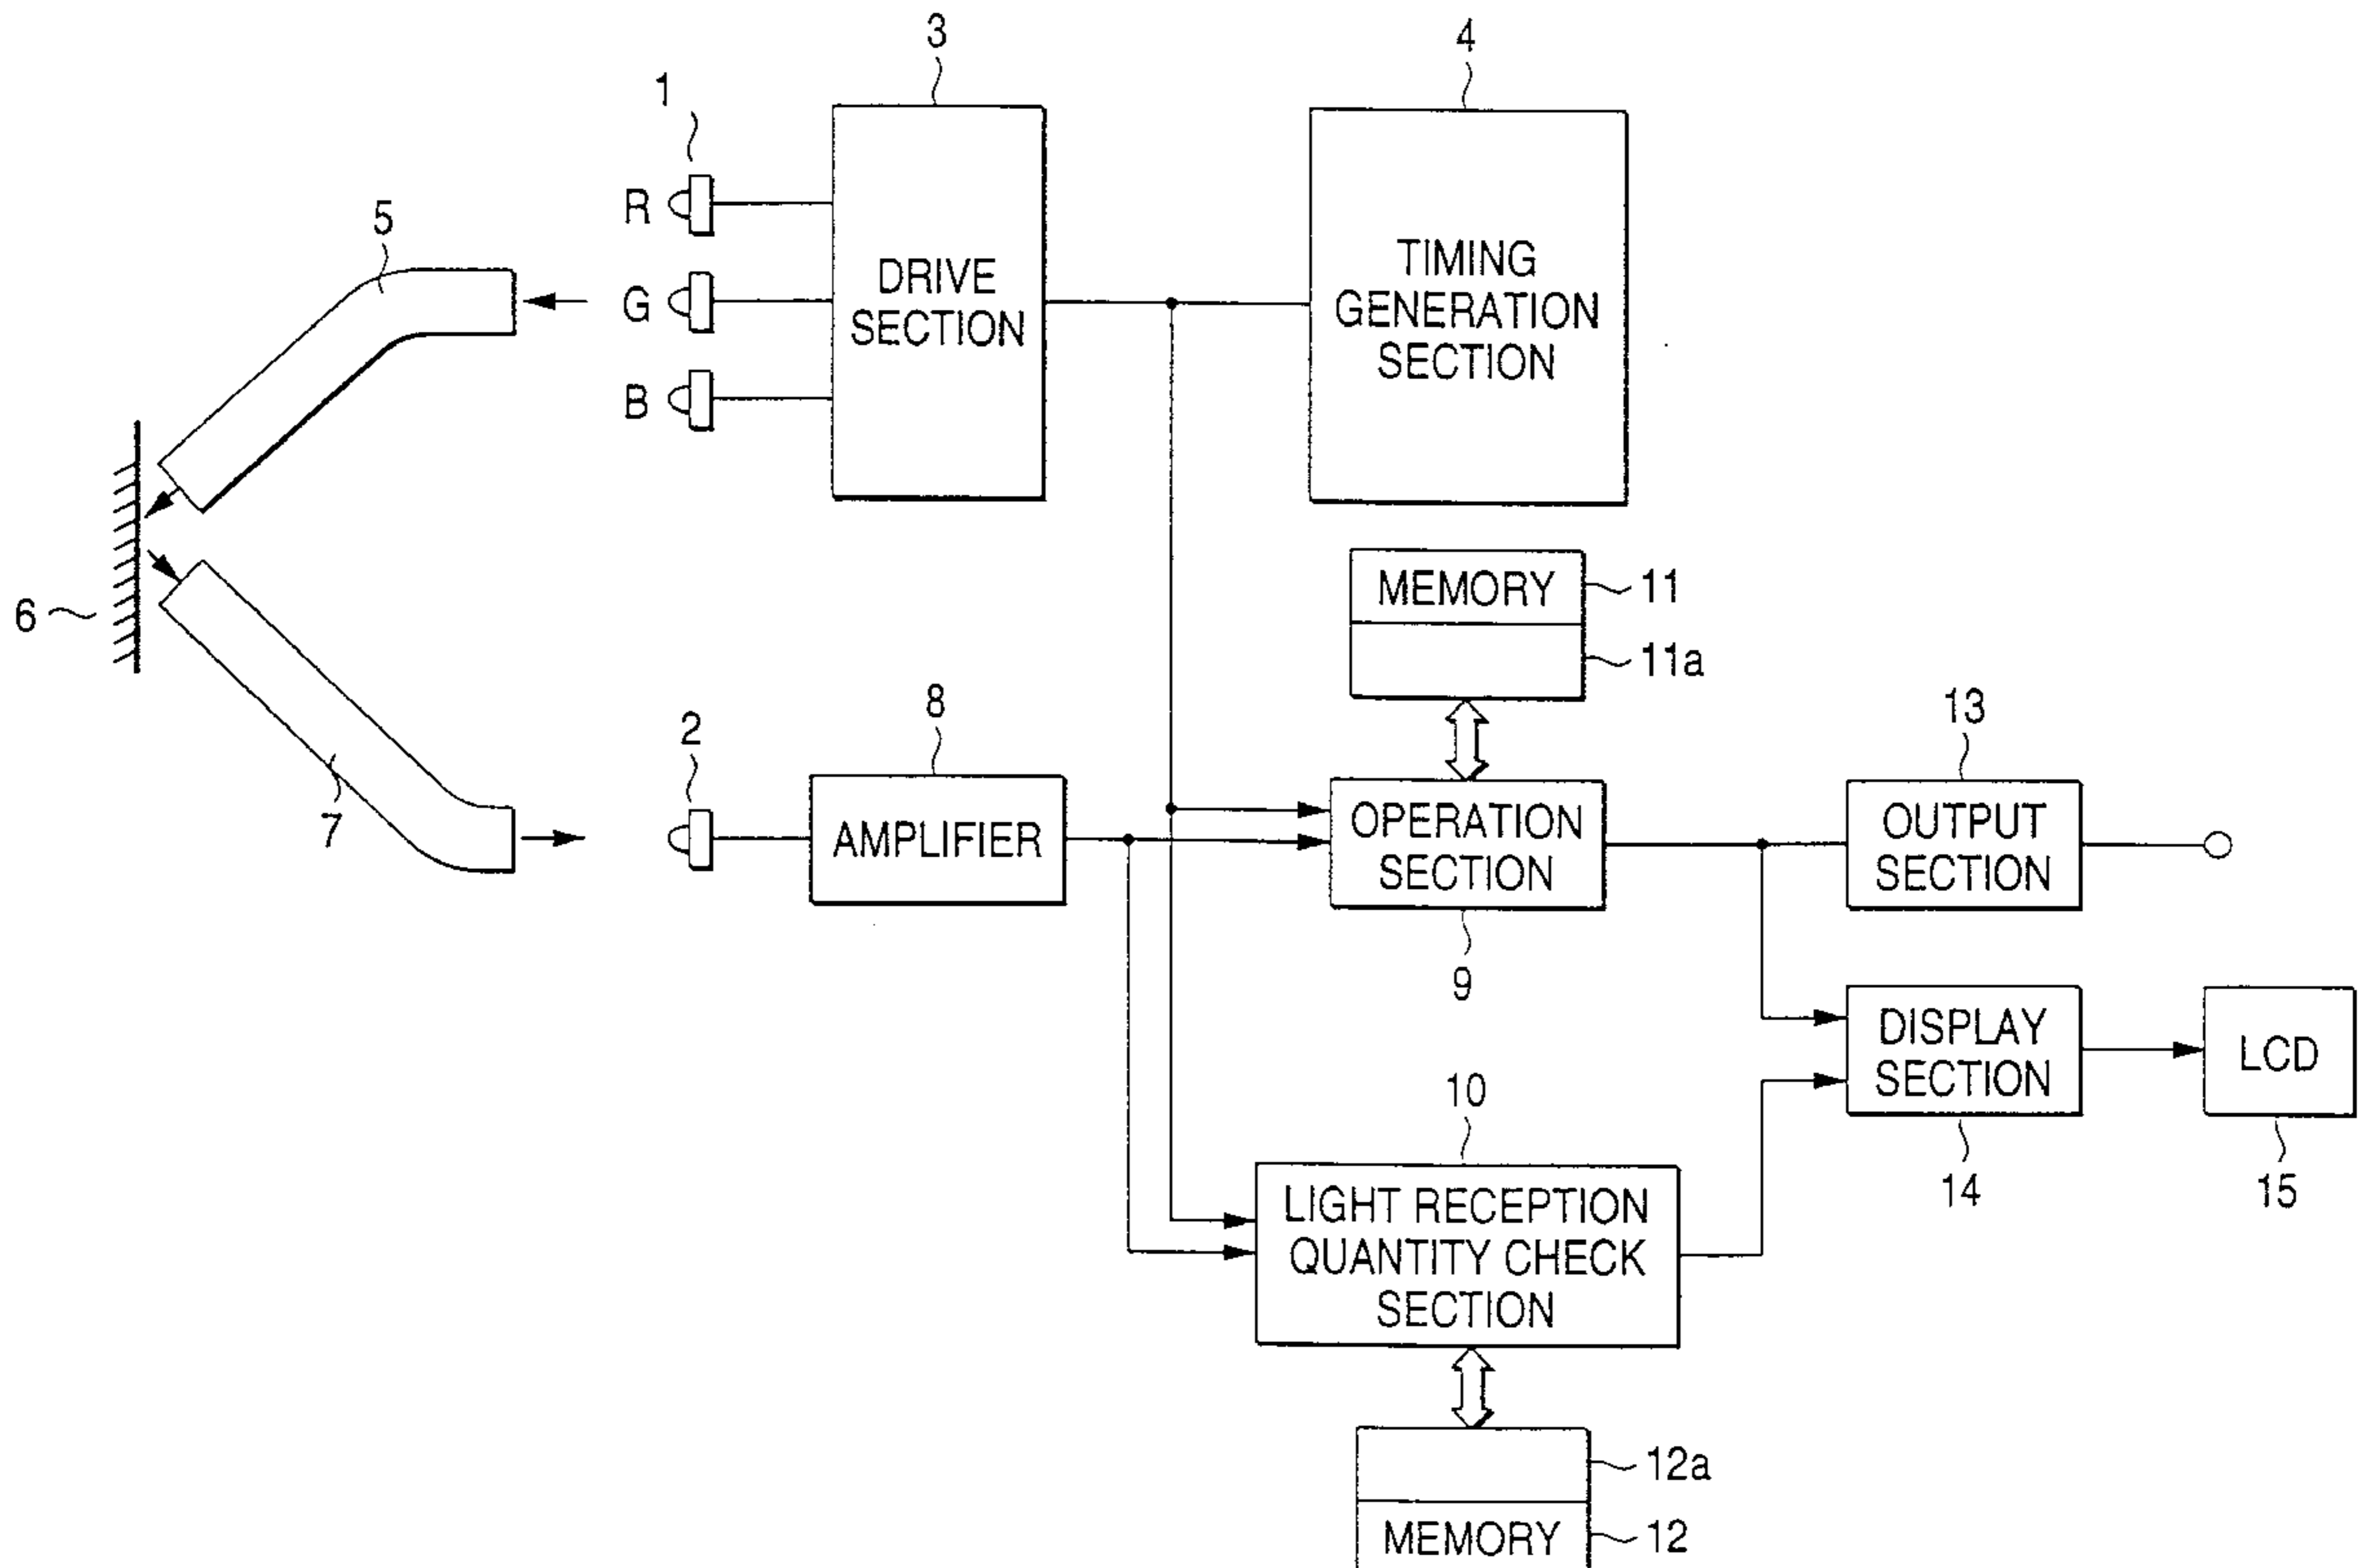 3
4
1
R
G
B
5
DRIVE
SECTION
TIMING
GENERATION
SECTION
6
7
MEMORY
11
11a
2
8
AMPLIFIER
OPERATION
SECTION
9
13
OUTPUT
SECTION
DISPLAY
SECTION
14
LCD
15
10
LIGHT RECEPTION
QUANTITY CHECK
SECTION
12a
MEMORY
12